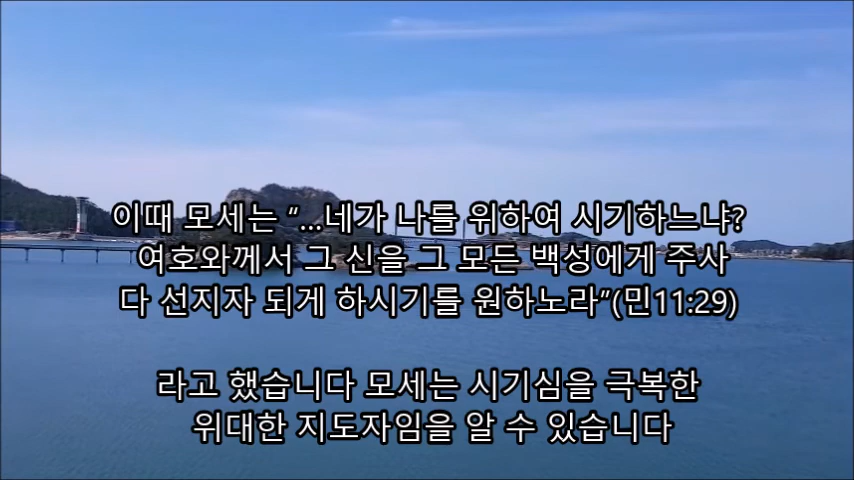 이때 모세는 “...네가 나를 위하여 시기하느냐?
여호와께서 그 신을 그 모든 백성에게 주사
다 선지자 되게 하시기를 원하노라”(민11:29)
라고 했습니다 모세는 시기심을 극복한
위대한 지도자임을 알 수 있습니다